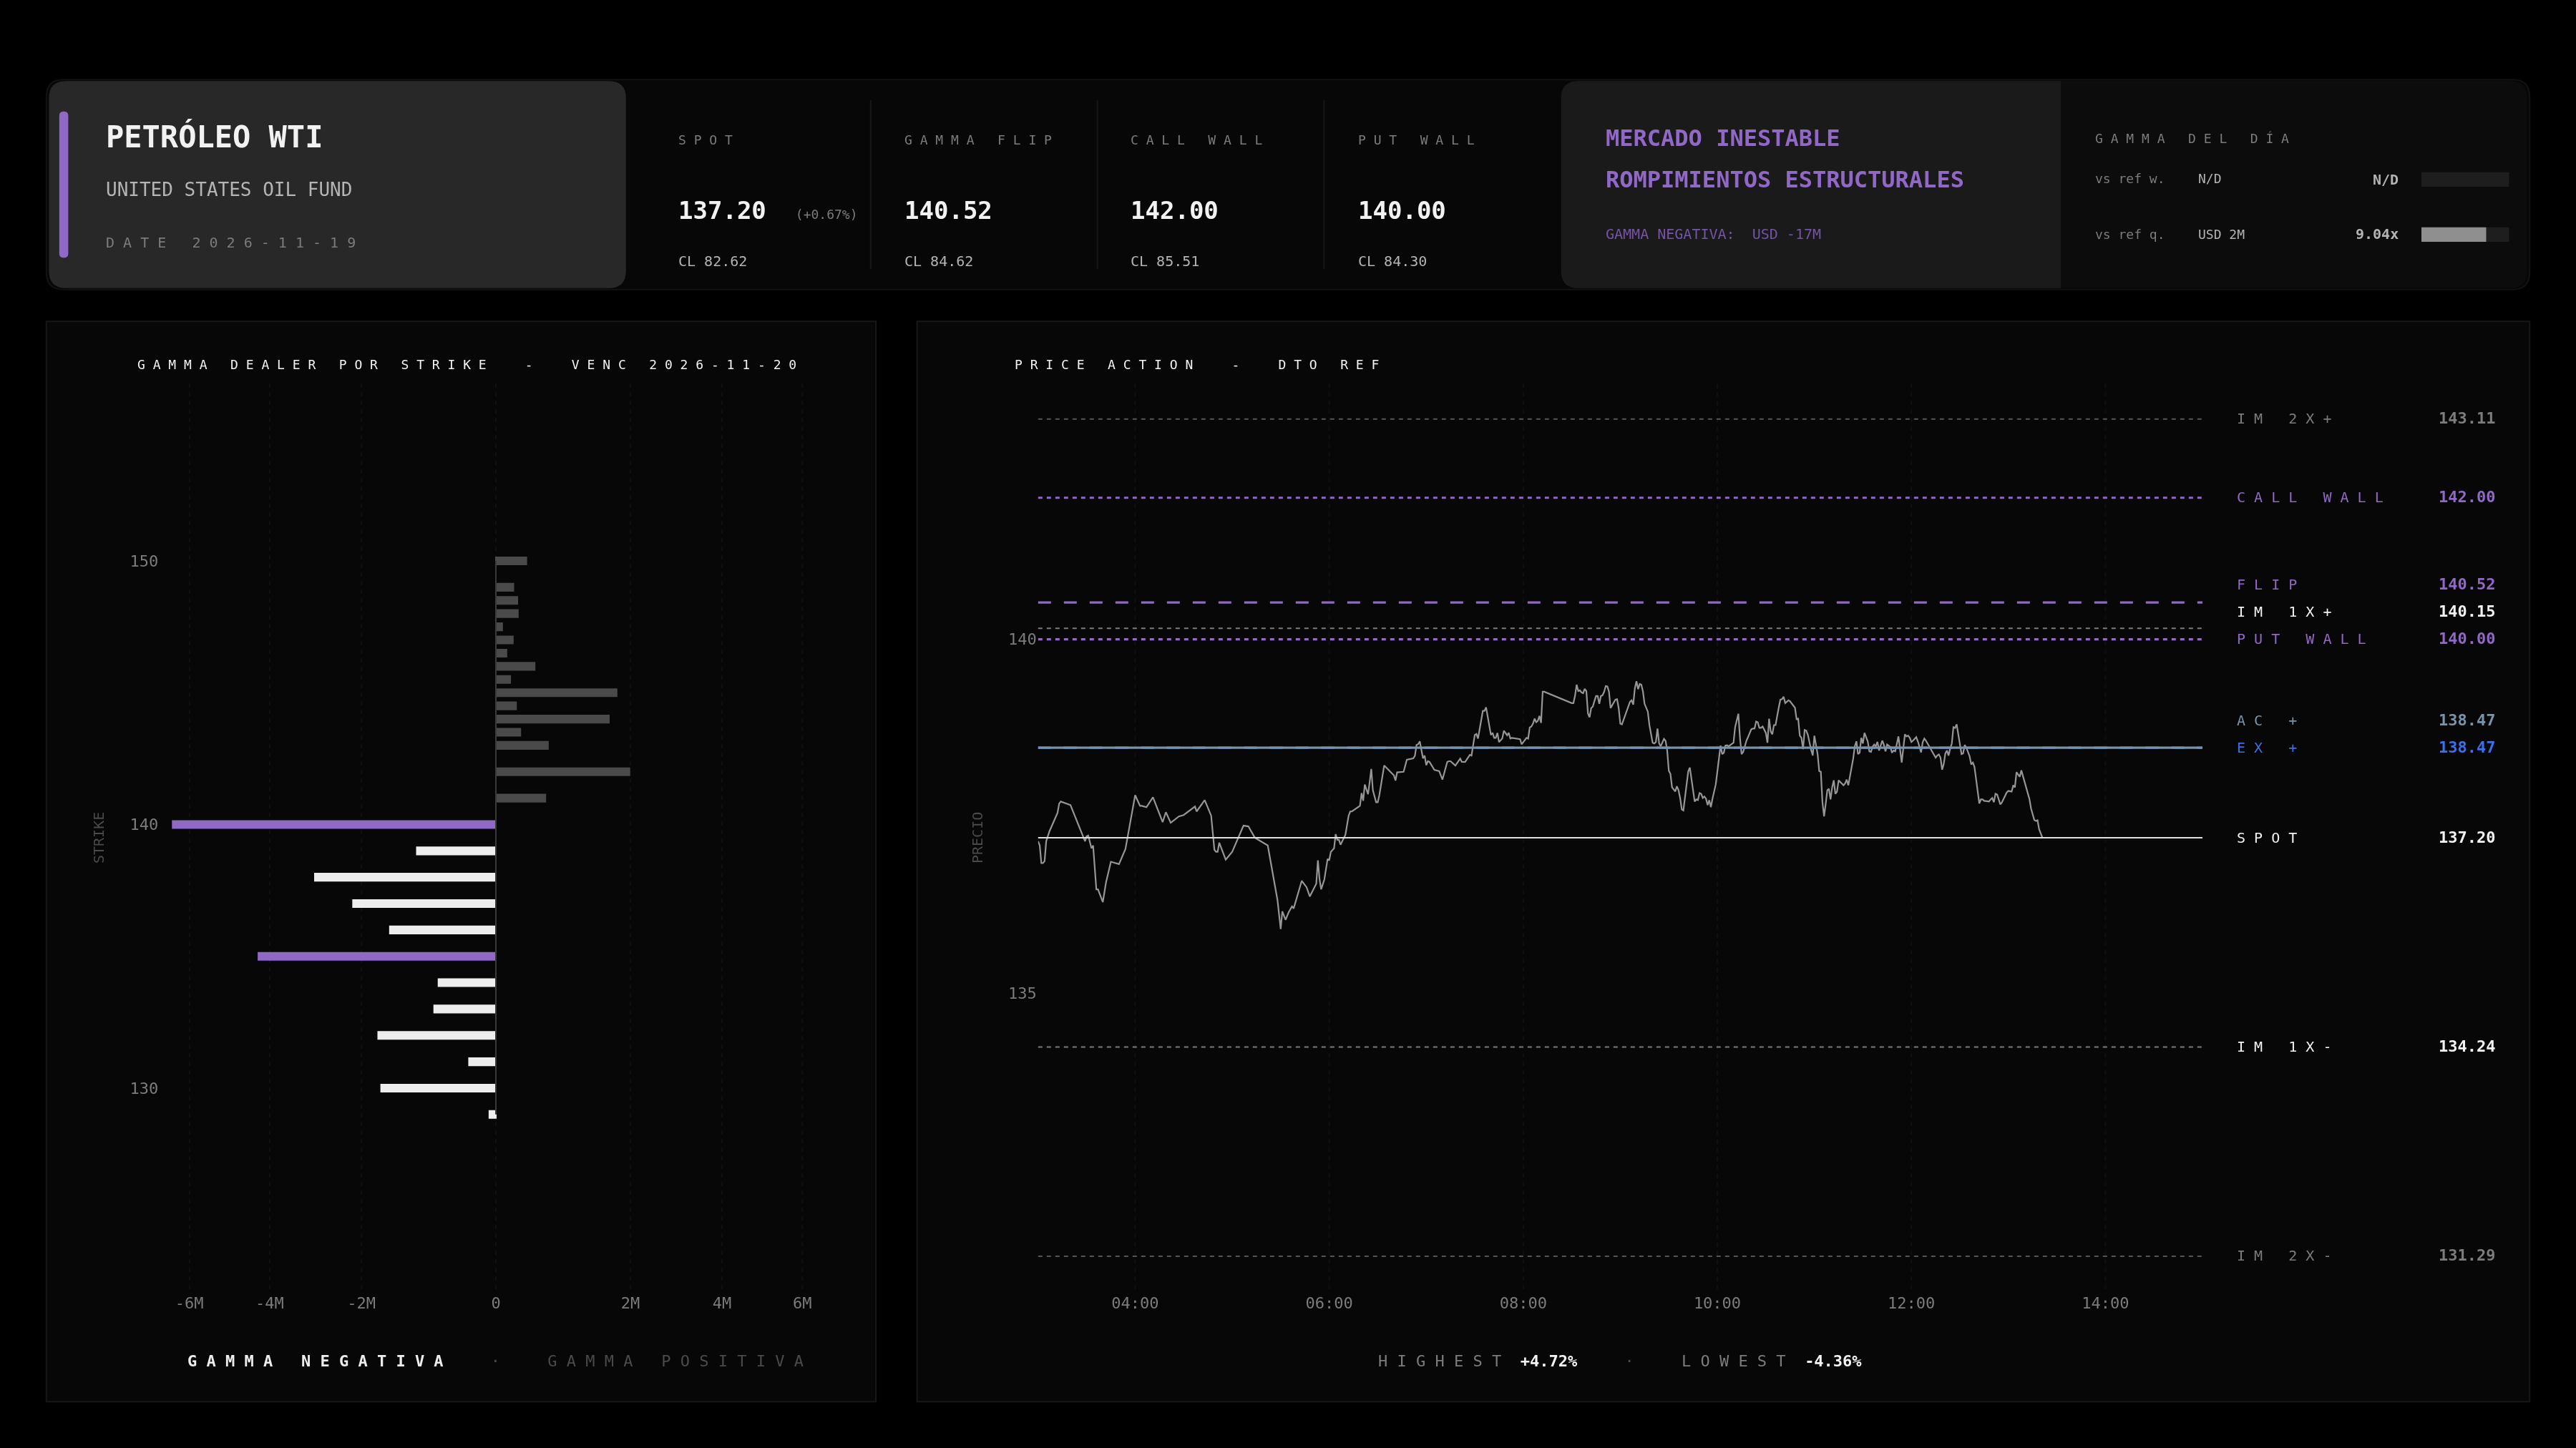 PETRÓLEO WTI
UNITED STATES OIL FUND
DATE 2026-11-19
SPOT
137.20 (+0.67%)
CL 82.62
GAMMA FLIP
140.52
CL 84.62
CALL WALL
142.00
CL 85.51
PUT WALL
140.00
CL 84.30
MERCADO INESTABLE
ROMPIMIENTOS ESTRUCTURALES
GAMMA NEGATIVA: USD -17M
GAMMA DEL DÍA
vs ref w. N/D N/D
vs ref q. USD 2M 9.04x
GAMMA DEALER POR STRIKE - VENC 2026-11-20
STRIKE
150
140
130
-6M -4M -2M 0 2M 4M 6M
GAMMA NEGATIVA · GAMMA POSITIVA
PRICE ACTION - DTO REF
PRECIO
140
135
IM 2X+ 143.11
CALL WALL 142.00
FLIP 140.52
IM 1X+ 140.15
PUT WALL 140.00
AC + 138.47
EX + 138.47
SPOT 137.20
IM 1X- 134.24
IM 2X- 131.29
04:00 06:00 08:00 10:00 12:00 14:00
HIGHEST +4.72% · LOWEST -4.36%